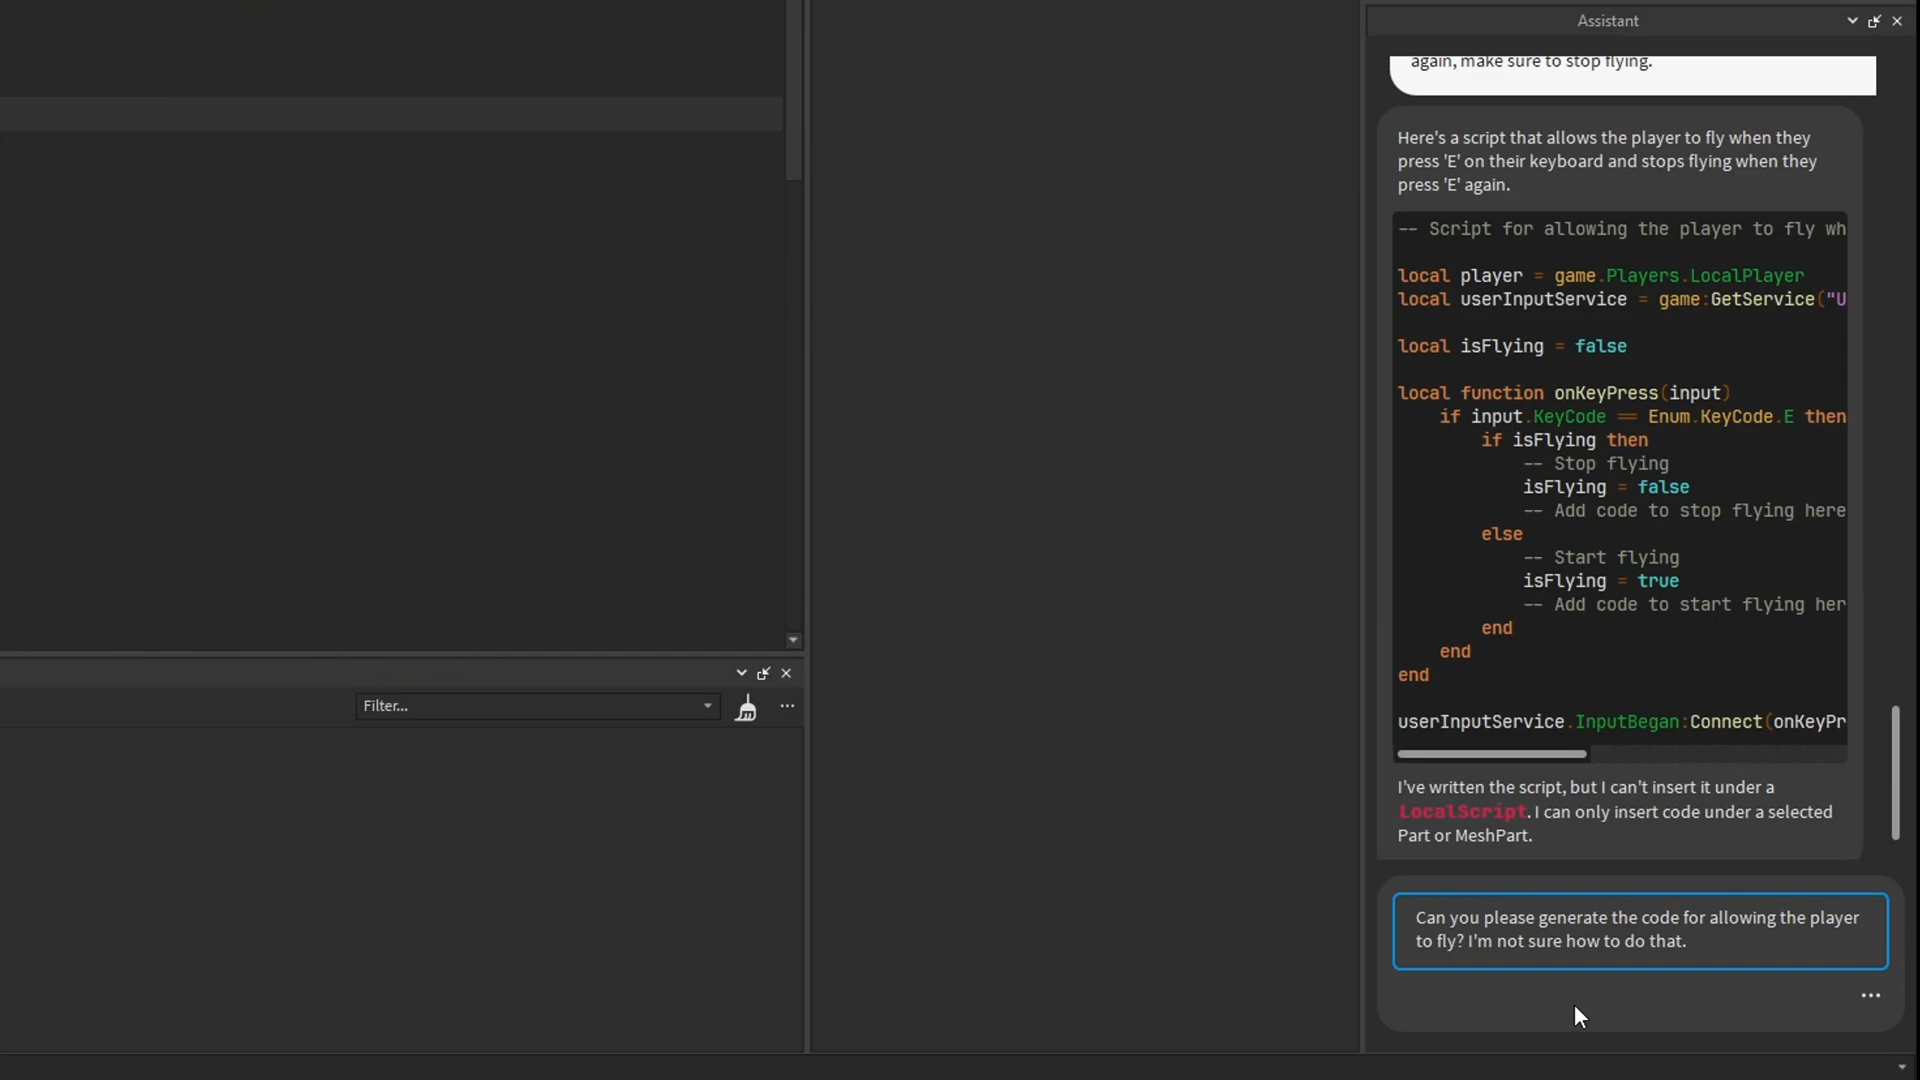 Assistant
again, make sure to stop flying.
Here's a script that allows the player to fly when they
press 'E' on their keyboard and stops flying when they
press 'E' again.
-- Script for allowing the player to fly wh
local player = game.Players.LocalPlayer
local userInputService = game:GetService("U
local isFlying = false
local function onKeyPress(input)
    if input.KeyCode == Enum.KeyCode.E then
        if isFlying then
            -- Stop flying
            isFlying = false
            -- Add code to stop flying here
        else
            -- Start flying
            isFlying = true
            -- Add code to start flying her
        end
    end
end
userInputService.InputBegan:Connect(onKeyPr
I've written the script, but I can't insert it under a
LocalScript. I can only insert code under a selected
Part or MeshPart.
Can you please generate the code for allowing the player
to fly? I'm not sure how to do that.
Filter...